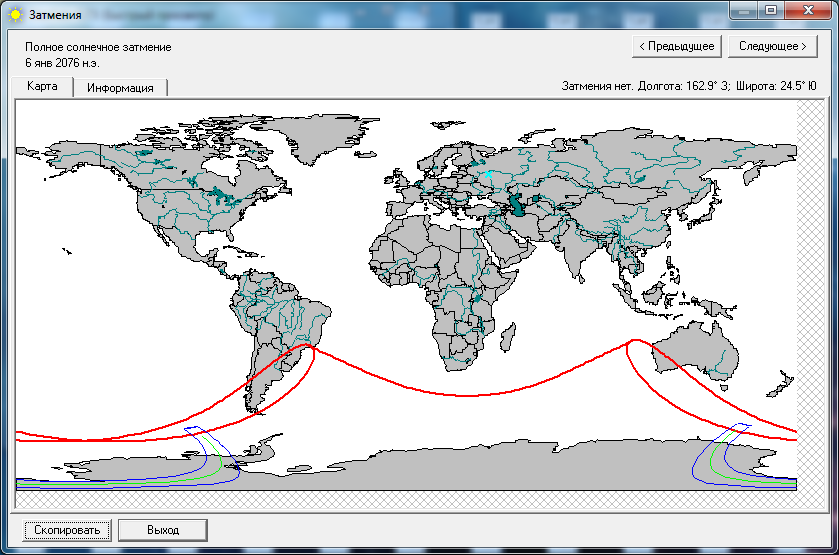 Затмения
Полное солнечное затмение
6 янв 2076 н.э.
< Предыдущее
Следующее >
Карта
Информация
Затмения нет. Долгота: 162.9° З; Широта: 24.5° Ю
Скопировать
Выход